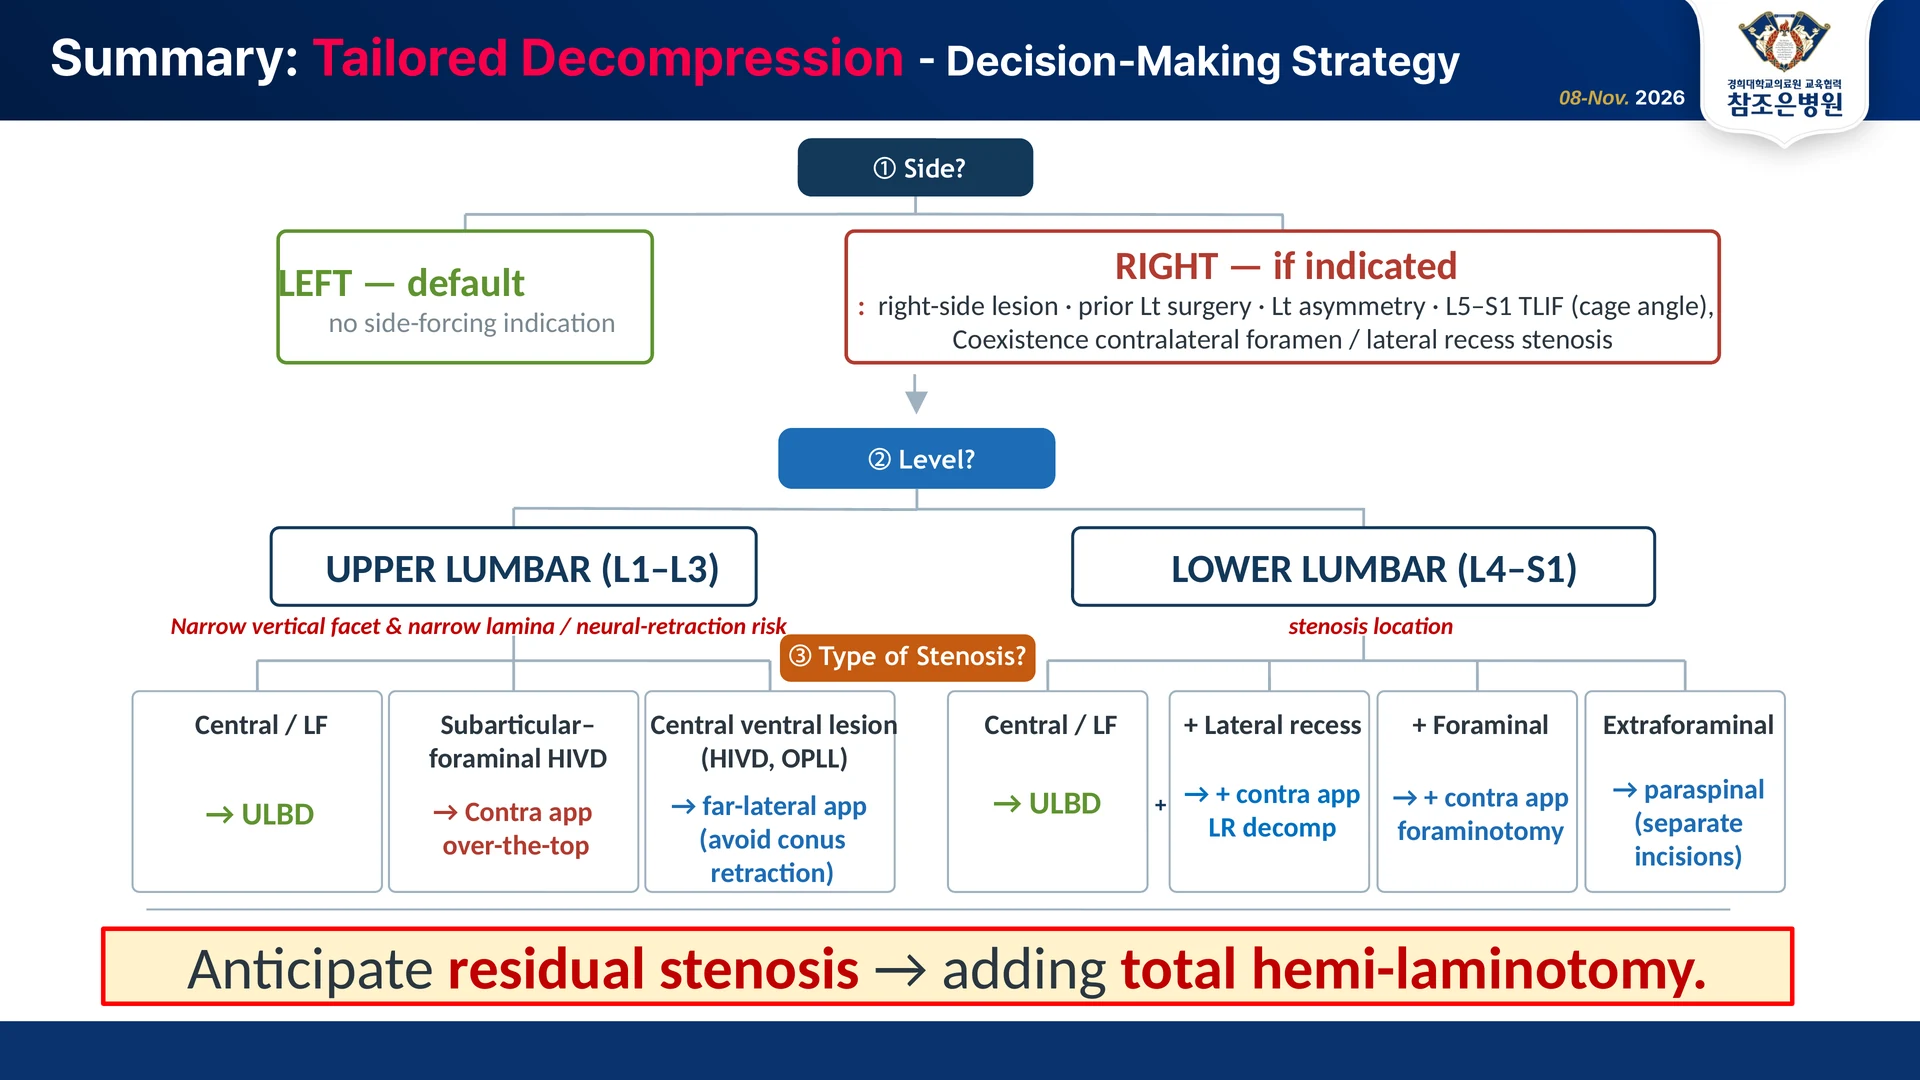 Summary: Tailored Decompression - Decision-Making Strategy
08-Nov. 2026
경희대학교의료원 교육협력
참조은병원
① Side?
LEFT — default
no side-forcing indication
RIGHT — if indicated
: right-side lesion · prior Lt surgery · Lt asymmetry · L5–S1 TLIF (cage angle),
Coexistence contralateral foramen / lateral recess stenosis
② Level?
UPPER LUMBAR (L1–L3)
LOWER LUMBAR (L4–S1)
Narrow vertical facet & narrow lamina / neural-retraction risk
stenosis location
③ Type of Stenosis?
Central / LF
→ ULBD
Subarticular–
foraminal HIVD
→ Contra app
over-the-top
Central ventral lesion
(HIVD, OPLL)
→ far-lateral app
(avoid conus
retraction)
Central / LF
→ ULBD
+
+ Lateral recess
→ + contra app
LR decomp
+ Foraminal
→ + contra app
foraminotomy
Extraforaminal
→ paraspinal
(separate
incisions)
Anticipate residual stenosis → adding total hemi-laminotomy.